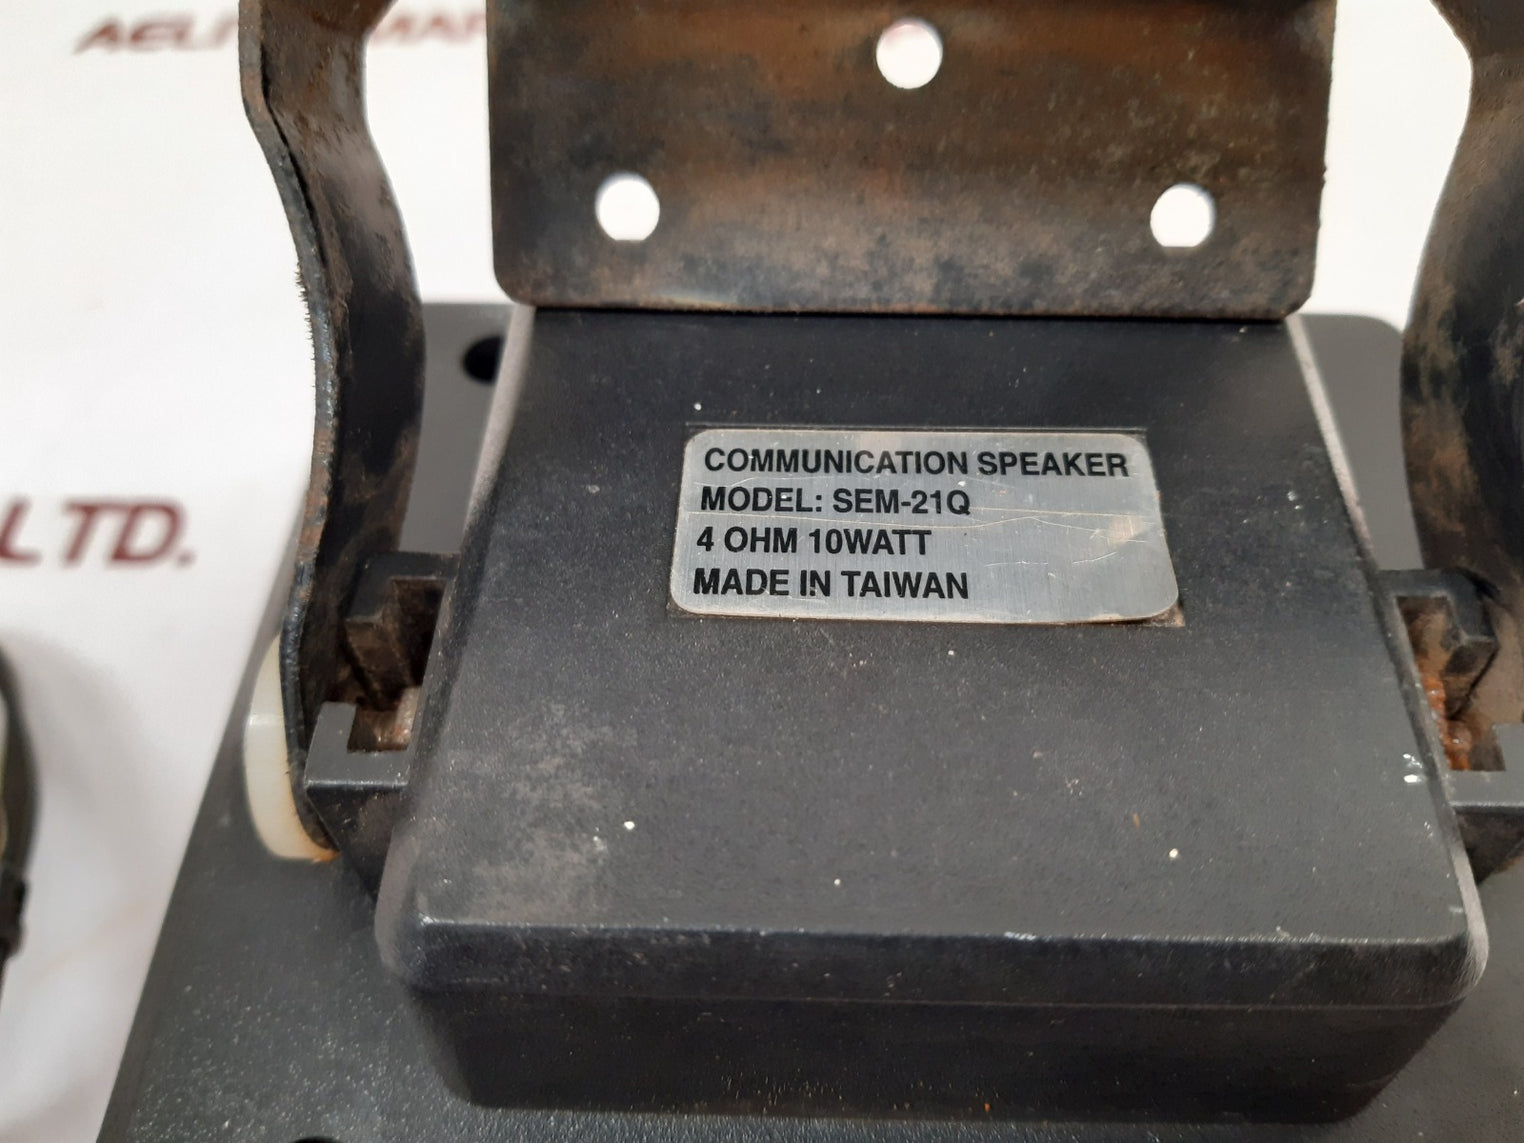 LTD.
COMMUNICATION SPEAKER
MODEL: SEM-21Q
4 OHM 10WATT
MADE IN TAIWAN